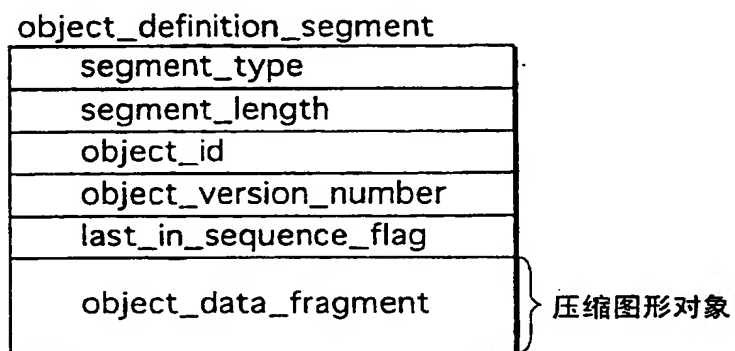 object_definition_segment
segment_type
segment_length
object_id
object_version_number
last_in_sequence_flag
object_data_fragment
压缩图形对象